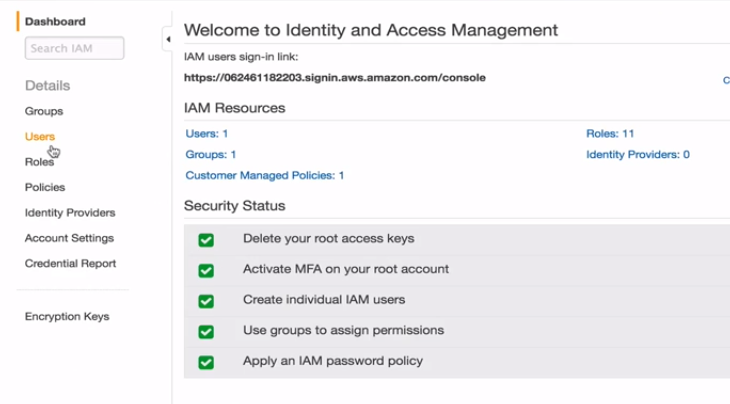 Dashboard
Search IAM
Details
Groups
Users
Roles
Policies
Identity Providers
Account Settings
Credential Report
Encryption Keys
Welcome to Identity and Access Management
IAM users sign-in link:
https://062461182203.signin.aws.amazon.com/console
IAM Resources
Users: 1
Roles: 11
Groups: 1
Identity Providers: 0
Customer Managed Policies: 1
Security Status
Delete your root access keys
Activate MFA on your root account
Create individual IAM users
Use groups to assign permissions
Apply an IAM password policy